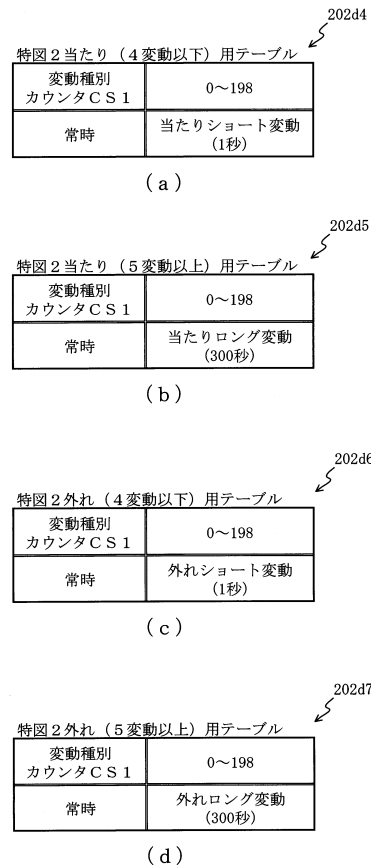 202d4
特図２当たり（４変動以下）用テーブル
変動種別
カウンタＣＳ１
0～198
常時
当たりショート変動
(1秒)
(a)
202d5
特図２当たり（５変動以上）用テーブル
変動種別
カウンタＣＳ１
0～198
常時
当たりロング変動
(300秒)
(b)
202d6
特図２外れ（４変動以下）用テーブル
変動種別
カウンタＣＳ１
0～198
常時
外れショート変動
(1秒)
(c)
202d7
特図２外れ（５変動以上）用テーブル
変動種別
カウンタＣＳ１
0～198
常時
外れロング変動
(300秒)
(d)